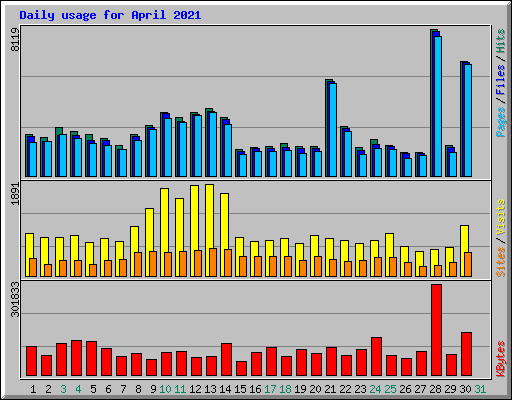 Daily usage for April 2021
8119
Pages / Files / Hits
1891
Sites / Visits
301833
KBytes
1 2 3 4 5 6 7 8 9 10 11 12 13 14 15 16 17 18 19 20 21 22 23 24 25 26 27 28 29 30 31